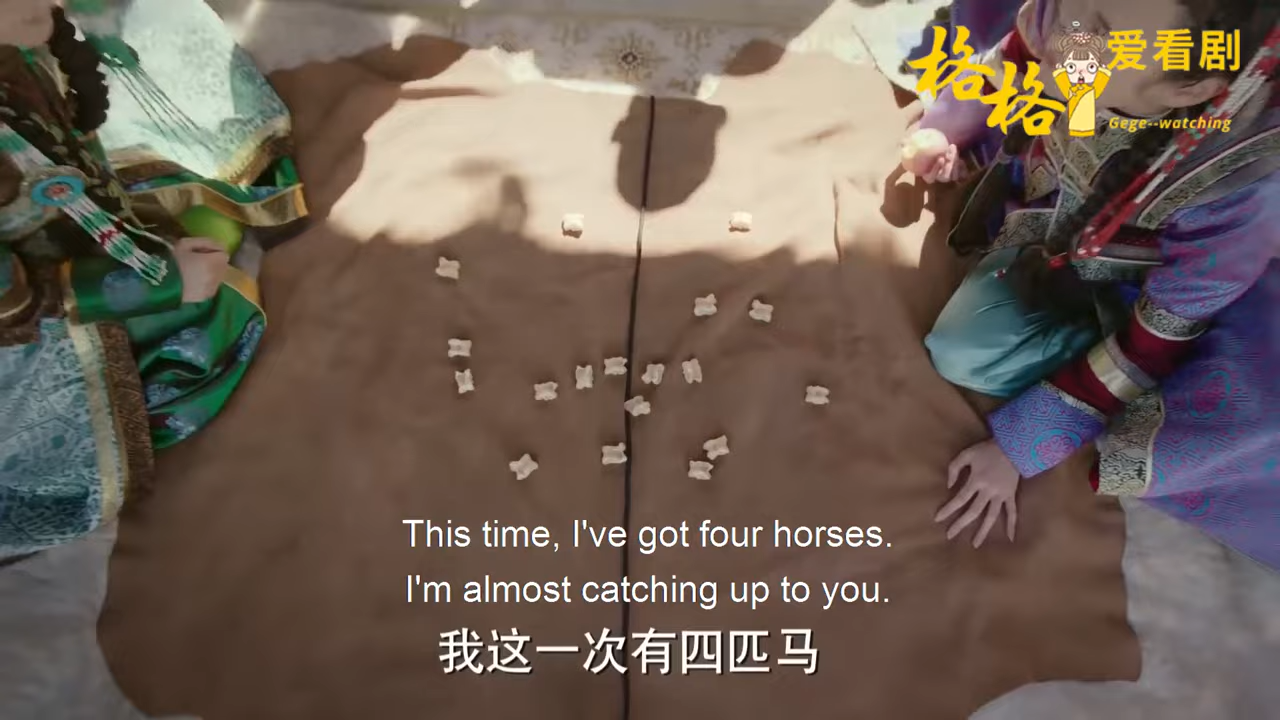 格格
爱看剧
Gege--watching
This time, I've got four horses.
I'm almost catching up to you.
我这一次有四匹马